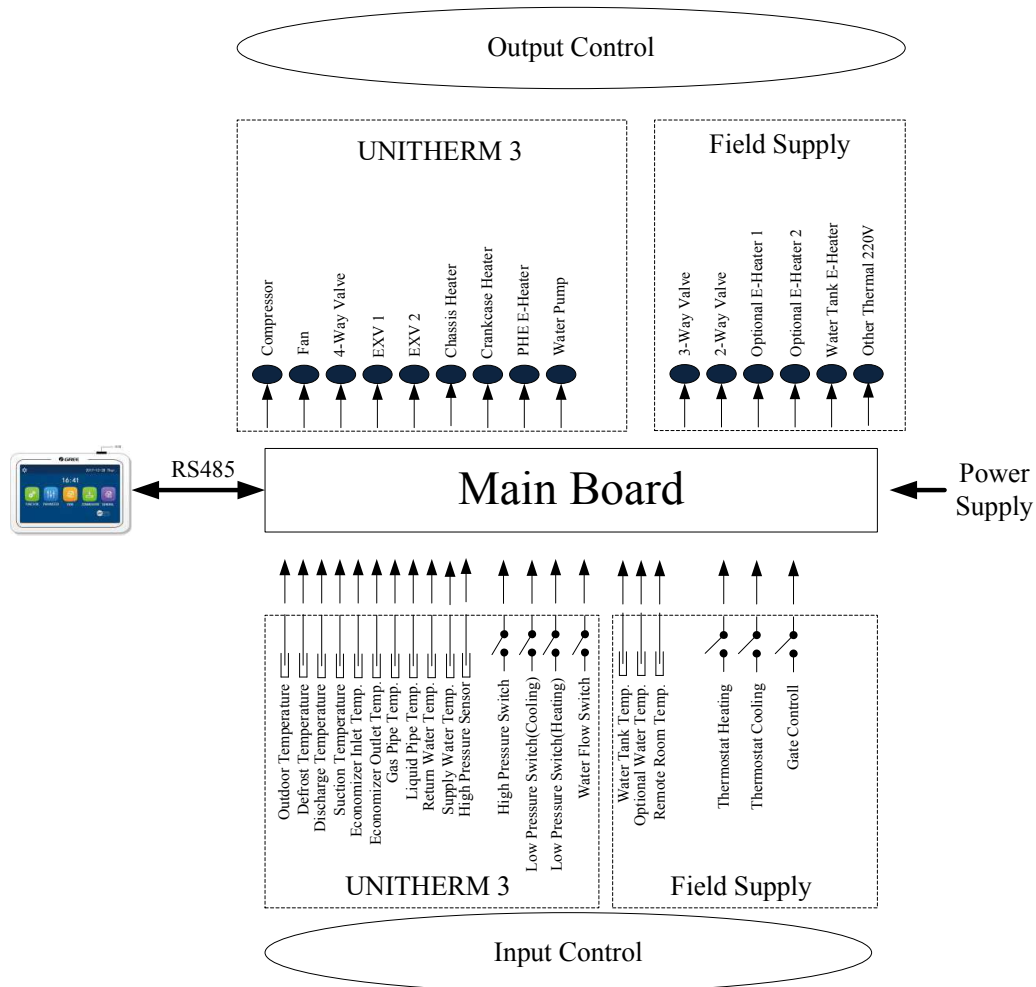 Output Control
UNITHERM 3
Field Supply
Compressor
Fan
4-Way Valve
EXV 1
EXV 2
Chassis Heater
Crankcase Heater
PHE E-Heater
Water Pump
3-Way Valve
2-Way Valve
Optional E-Heater 1
Optional E-Heater 2
Water Tank E-Heater
Other Thermal 220V
GREE
16:41
RS485
Main Board
Power
Supply
Outdoor Temperature
Defrost Temperature
Discharge Temperature
Suction Temperature
Economizer Inlet Temp.
Economizer Outlet Temp.
Gas Pipe Temp.
Liquid Pipe Temp.
Return Water Temp.
Supply Water Temp.
High Pressure Sensor
High Pressure Switch
Low Pressure Switch(Cooling)
Low Pressure Switch(Heating)
Water Flow Switch
Water Tank Temp.
Optional Water Temp.
Remote Room Temp.
Thermostat Heating
Thermostat Cooling
Gate Controll
UNITHERM 3
Field Supply
Input Control